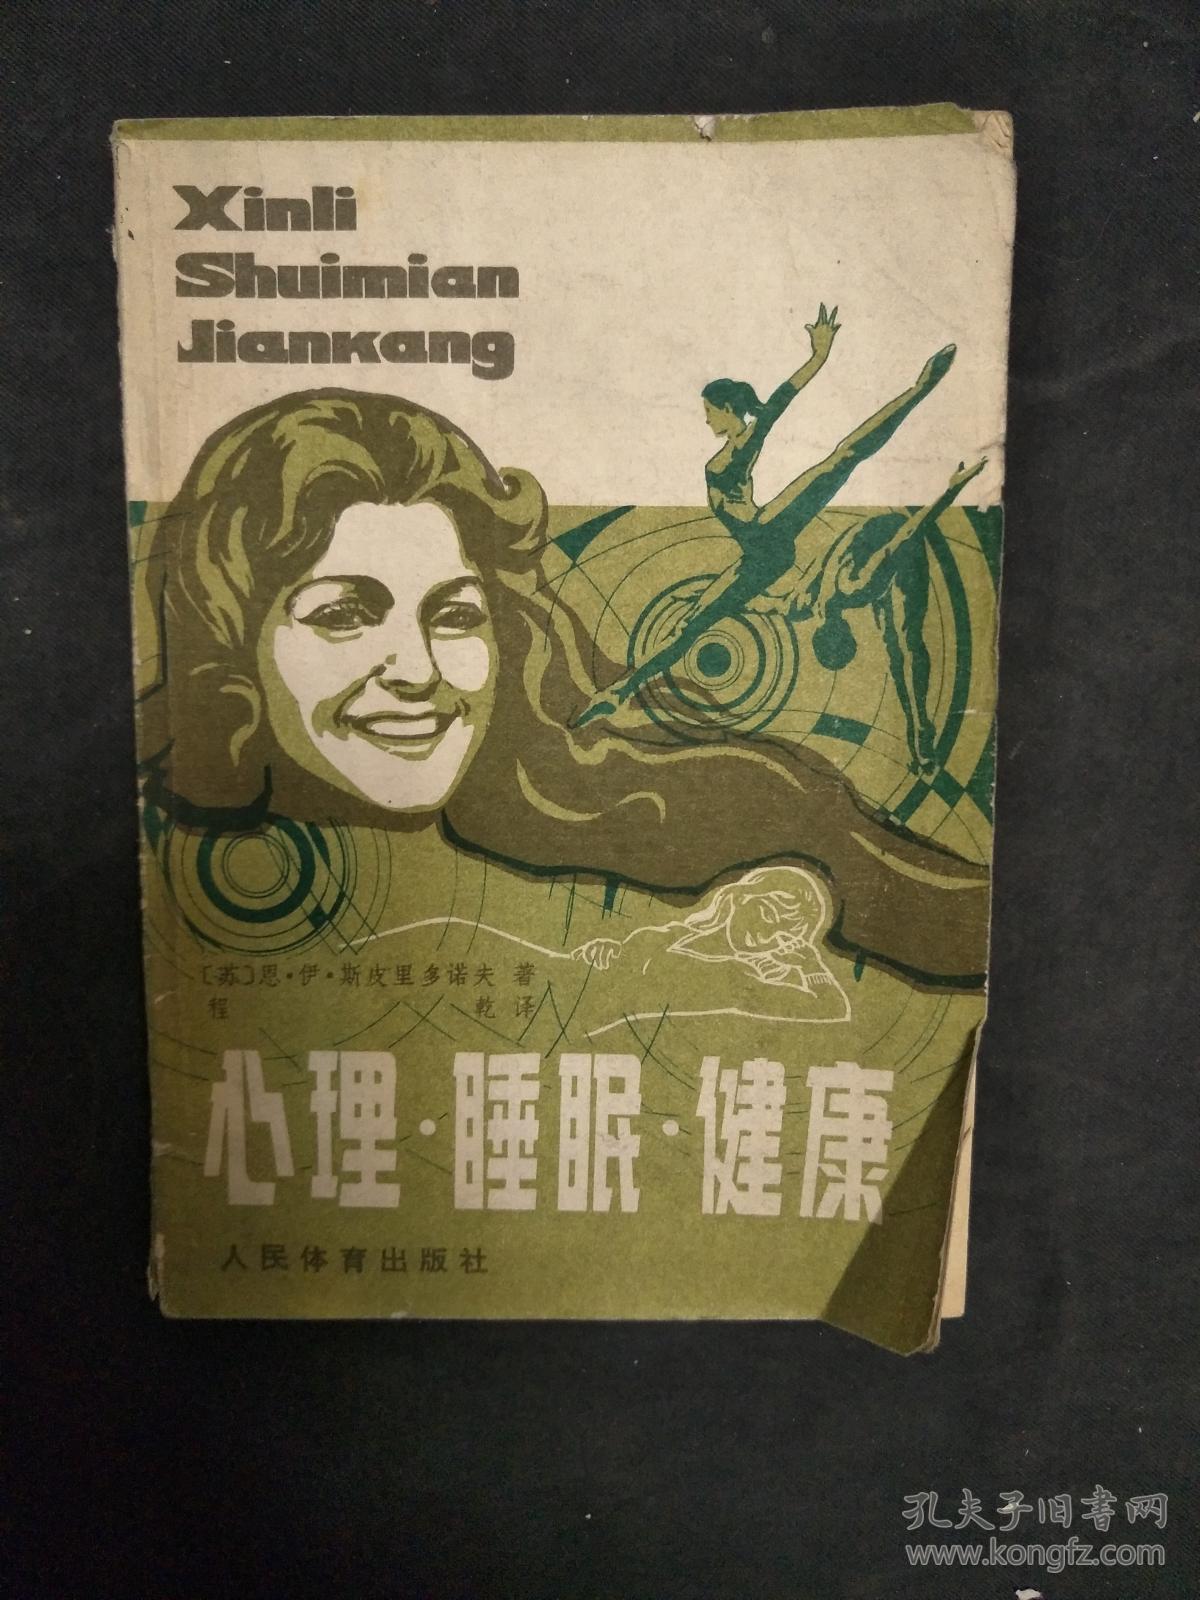 Xinli
Shuimian
Jiankang
〔苏〕恩·伊·斯皮里多诺夫 著
程 乾 译
心理·睡眠·健康
人民体育出版社
孔夫子旧书网
www.kongfz.com